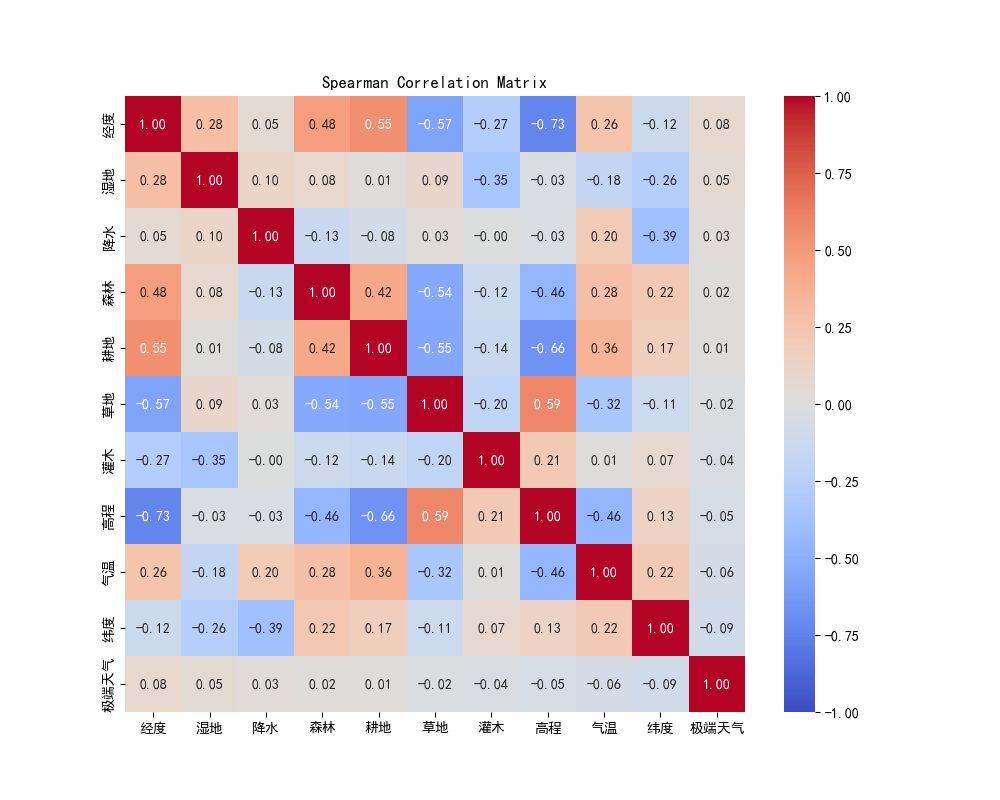 Spearman Correlation Matrix
经度 1.00 0.28 0.05 0.48 0.55 -0.57 -0.27 -0.73 0.26 -0.12 0.08
湿地 0.28 1.00 0.10 0.08 0.01 0.09 -0.35 -0.03 -0.18 -0.26 0.05
降水 0.05 0.10 1.00 -0.13 -0.08 0.03 -0.00 -0.03 0.20 -0.39 0.03
森林 0.48 0.08 -0.13 1.00 0.42 -0.54 -0.12 -0.46 0.28 0.22 0.02
耕地 0.55 0.01 -0.08 0.42 1.00 -0.55 -0.14 -0.66 0.36 0.17 0.01
草地 -0.57 0.09 0.03 -0.54 -0.55 1.00 -0.20 0.59 -0.32 -0.11 -0.02
灌木 -0.27 -0.35 -0.00 -0.12 -0.14 -0.20 1.00 0.21 0.01 0.07 -0.04
高程 -0.73 -0.03 -0.03 -0.46 -0.66 0.59 0.21 1.00 -0.46 0.13 -0.05
气温 0.26 -0.18 0.20 0.28 0.36 -0.32 0.01 -0.46 1.00 0.22 -0.06
纬度 -0.12 -0.26 -0.39 0.22 0.17 -0.11 0.07 0.13 0.22 1.00 -0.09
极端天气 0.08 0.05 0.03 0.02 0.01 -0.02 -0.04 -0.05 -0.06 -0.09 1.00
经度 湿地 降水 森林 耕地 草地 灌木 高程 气温 纬度 极端天气
1.00
0.75
0.50
0.25
0.00
-0.25
-0.50
-0.75
-1.00